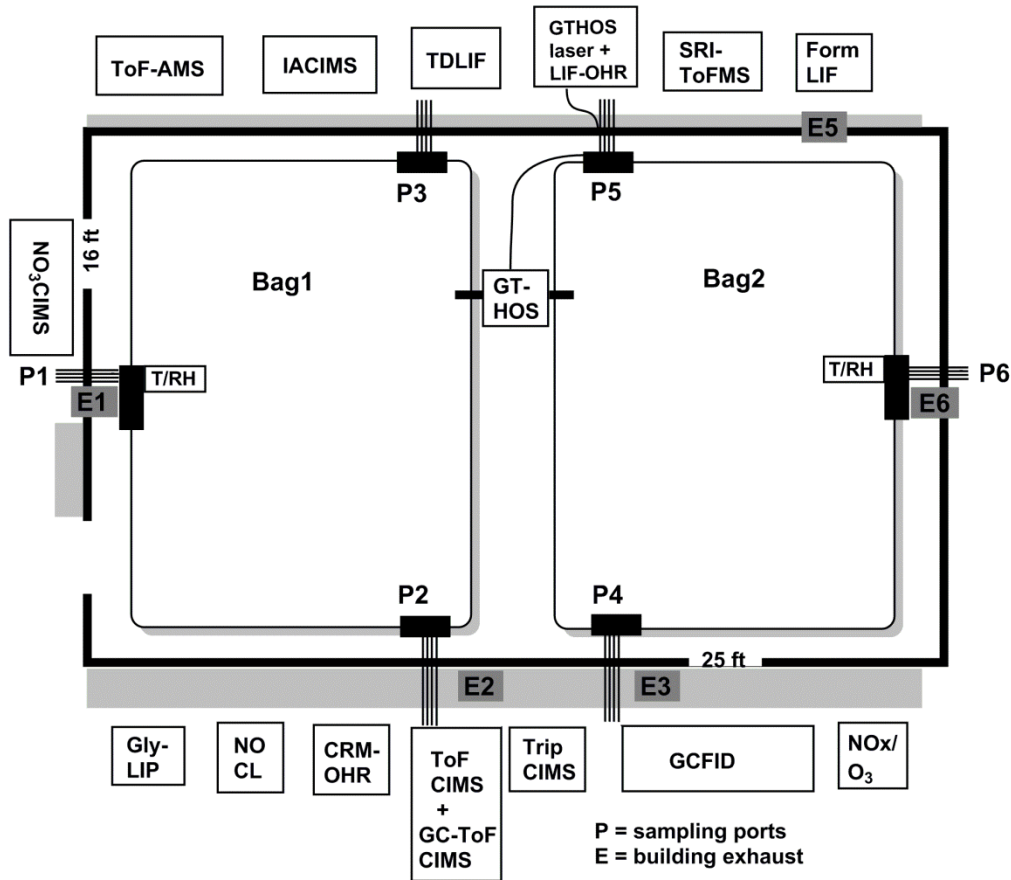 ToF-AMS
IACIMS
TDLIF
GTHOS
laser +
LIF-OHR
SRI-
ToFMS
Form
LIF
E5
P3
P5
NO₃CIMS
16 ft
Bag1
GT-
HOS
Bag2
P1
T/RH
T/RH
P6
E1
E6
P2
P4
25 ft
E2
E3
Gly-
LIP
NO
CL
CRM-
OHR
ToF
CIMS
+
GC-ToF
CIMS
Trip
CIMS
GCFID
NOx/
O₃
P = sampling ports
E = building exhaust